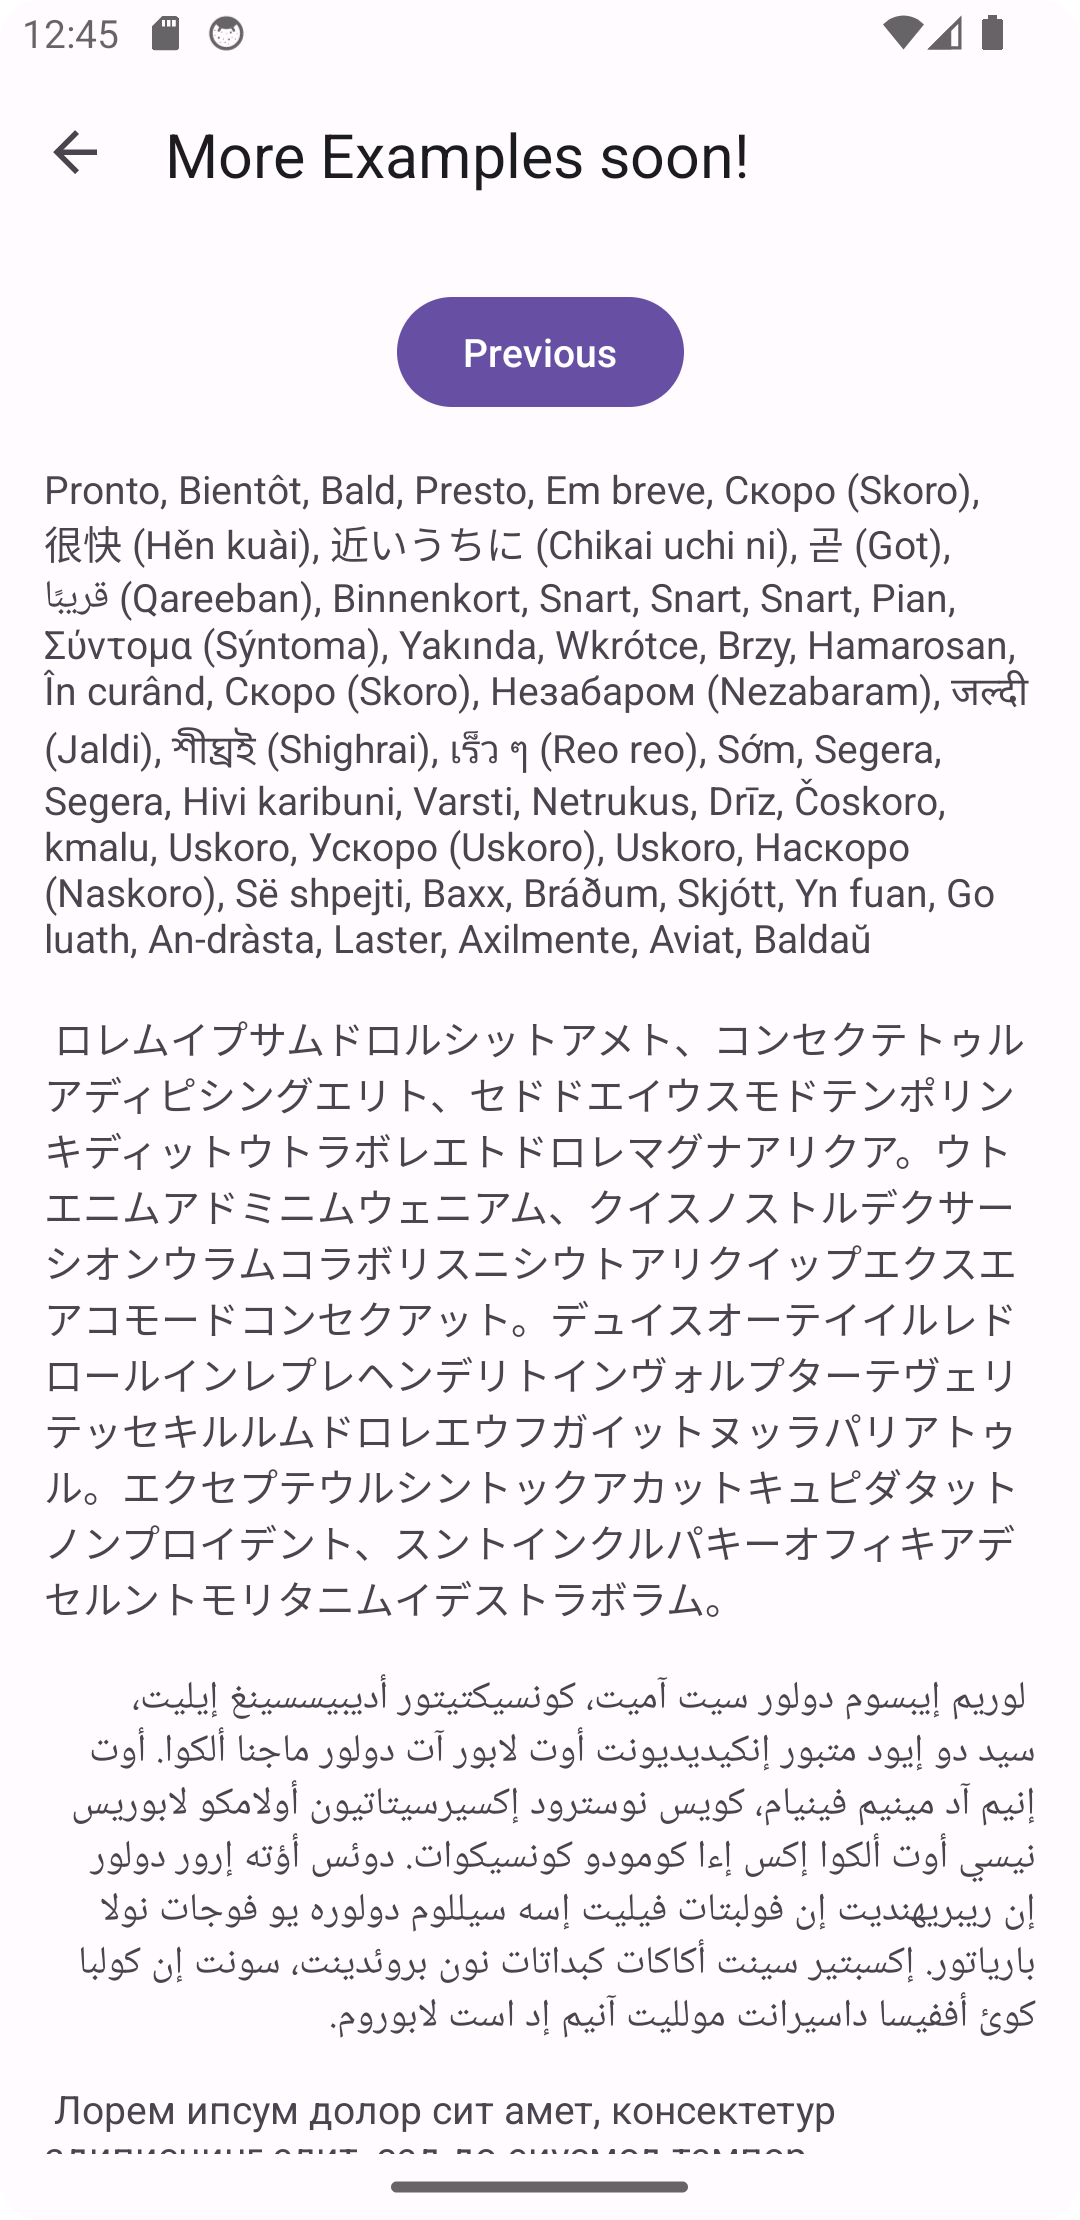 12:45
More Examples soon!
Previous
Pronto, Bientôt, Bald, Presto, Em breve, Скоро (Skoro),
很快 (Hěn kuài), 近いうちに (Chikai uchi ni), 곧 (Got),
قريبًا (Qareeban), Binnenkort, Snart, Snart, Snart, Pian,
Σύντομα (Sýntoma), Yakında, Wkrótce, Brzy, Hamarosan,
În curând, Скоро (Skoro), Незабаром (Nezabaram), जल्दी
(Jaldi), শীঘ্রই (Shighrai), เร็ว ๆ (Reo reo), Sớm, Segera,
Segera, Hivi karibuni, Varsti, Netrukus, Drīz, Čoskoro,
kmalu, Uskoro, Ускоро (Uskoro), Uskoro, Наскоро
(Naskoro), Së shpejti, Baxx, Bráðum, Skjótt, Yn fuan, Go
luath, An-dràsta, Laster, Axilmente, Aviat, Baldaŭ
ロレムイプサムドロルシットアメト、コンセクテトゥル
アディピシングエリト、セドドエイウスモドテンポリン
キディットウトラボレエトドロレマグナアリクア。ウト
エニムアドミニムウェニアム、クイスノストルデクサー
シオンウラムコラボリスニシウトアリクイップエクスエ
アコモードコンセクアット。デュイスオーテイイルレド
ロールインレプレヘンデリトインヴォルプターテヴェリ
テッセキルルムドロレエウフガイットヌッラパリアトゥ
ル。エクセプテウルシントックアカットキュピダタット
ノンプロイデント、スントインクルパキーオフィキアデ
セルントモリタニムイデストラボラム。
لوريم إيبسوم دولور سيت آميت، كونسيكتيتور أديبيسسينغ إيليت،
سيد دو إيود متبور إنكيديديونت أوت لابور آت دولور ماجنا ألكوا. أوت
إنيم آد مينيم فينيام، كويس نوسترود إكسيرسيتاتيون أولامكو لابوريس
نيسي أوت ألكوا إكس إءا كومودو كونسيكوات. دوئس أؤته إرور دولور
إن ريبريهنديت إن فولبتات فيليت إسه سيللوم دولوره يو فوجات نولا
بارياتور. إكسبتير سينت أكاكات كبداتات نون بروئدينت، سونت إن كولبا
كوئ أففيسا داسيرانت موللیت آنيم إد است لابوروم.
Лорем ипсум долор сит амет, консектетур